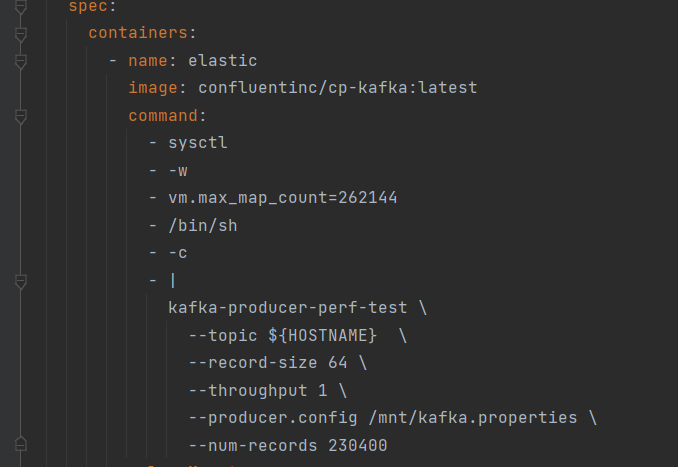 spec:
containers:
- name: elastic
image: confluentinc/cp-kafka:latest
command:
- sysctl
- -w
- vm.max_map_count=262144
- /bin/sh
- -c
- |
kafka-producer-perf-test \
--topic ${HOSTNAME}  \
--record-size 64 \
--throughput 1 \
--producer.config /mnt/kafka.properties \
--num-records 230400